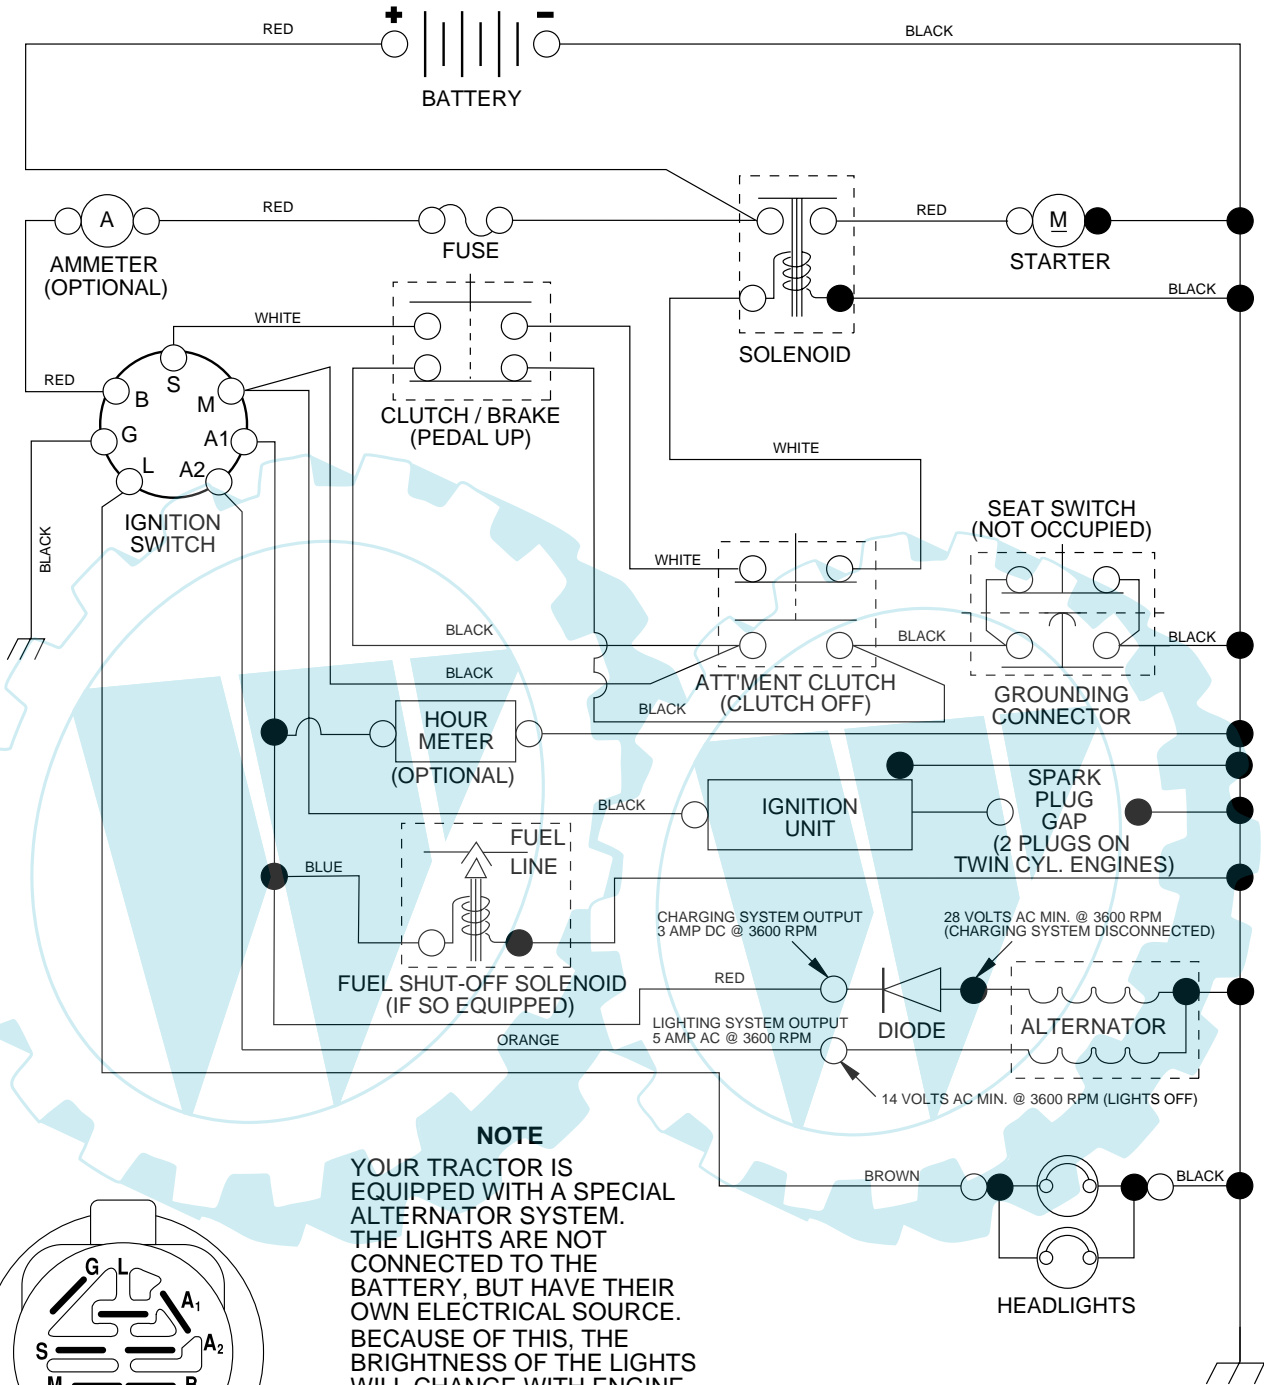 + -
RED
BLACK
BATTERY
A
RED
FUSE
RED
M
STARTER
AMMETER
(OPTIONAL)
BLACK
SOLENOID
WHITE
S
RED
B
M
G
A1
L
A2
CLUTCH / BRAKE
(PEDAL UP)
WHITE
IGNITION
SWITCH
BLACK
SEAT SWITCH
(NOT OCCUPIED)
WHITE
BLACK
BLACK
BLACK
BLACK
ATT'MENT CLUTCH
(CLUTCH OFF)
GROUNDING
CONNECTOR
BLACK
HOUR
METER
(OPTIONAL)
BLACK
IGNITION
UNIT
SPARK
PLUG
GAP
(2 PLUGS ON
TWIN CYL. ENGINES)
FUEL
LINE
BLUE
FUEL SHUT-OFF SOLENOID
(IF SO EQUIPPED)
CHARGING SYSTEM OUTPUT
3 AMP DC @ 3600 RPM
28 VOLTS AC MIN. @ 3600 RPM
(CHARGING SYSTEM DISCONNECTED)
RED
DIODE
ALTERNATOR
LIGHTING SYSTEM OUTPUT
5 AMP AC @ 3600 RPM
ORANGE
14 VOLTS AC MIN. @ 3600 RPM (LIGHTS OFF)
NOTE
YOUR TRACTOR IS
EQUIPPED WITH A SPECIAL
ALTERNATOR SYSTEM.
THE LIGHTS ARE NOT
CONNECTED TO THE
BATTERY, BUT HAVE THEIR
OWN ELECTRICAL SOURCE.
BECAUSE OF THIS, THE
BRIGHTNESS OF THE LIGHTS
WILL CHANGE WITH ENGINE
BROWN
BLACK
HEADLIGHTS
G L
A1
A2
S
M B